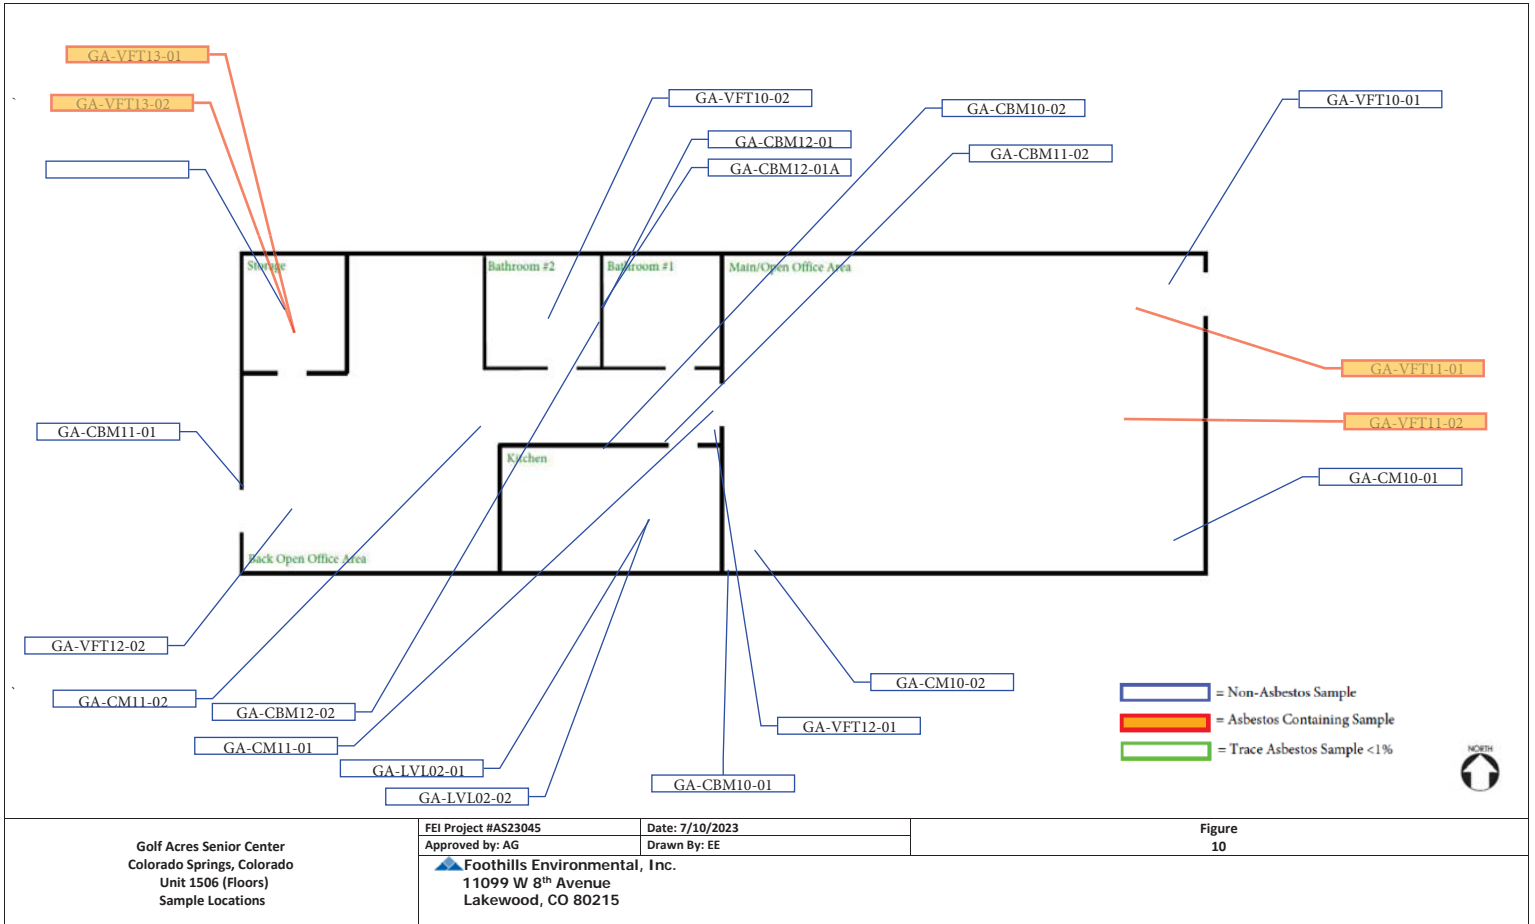 GA-VFT13-01
GA-VFT13-02
GA-VFT10-02
GA-CBM12-01
GA-CBM12-01A
GA-CBM10-02
GA-CBM11-02
GA-VFT10-01
Storage
Bathroom #2
Bathroom #1
Main/Open Office Area
GA-VFT11-01
GA-VFT11-02
GA-CBM11-01
Kitchen
GA-CM10-01
Back Open Office Area
GA-VFT12-02
GA-CM11-02
GA-CBM12-02
GA-CM11-01
GA-LVL02-01
GA-LVL02-02
GA-CM10-02
GA-VFT12-01
GA-CBM10-01
= Non-Asbestos Sample
= Asbestos Containing Sample
= Trace Asbestos Sample <1%
NORTH
Golf Acres Senior Center
Colorado Springs, Colorado
Unit 1506 (Floors)
Sample Locations
FEI Project #AS23045
Date: 7/10/2023
Approved by: AG
Drawn By: EE
Foothills Environmental, Inc.
11099 W 8th Avenue
Lakewood, CO 80215
Figure
10